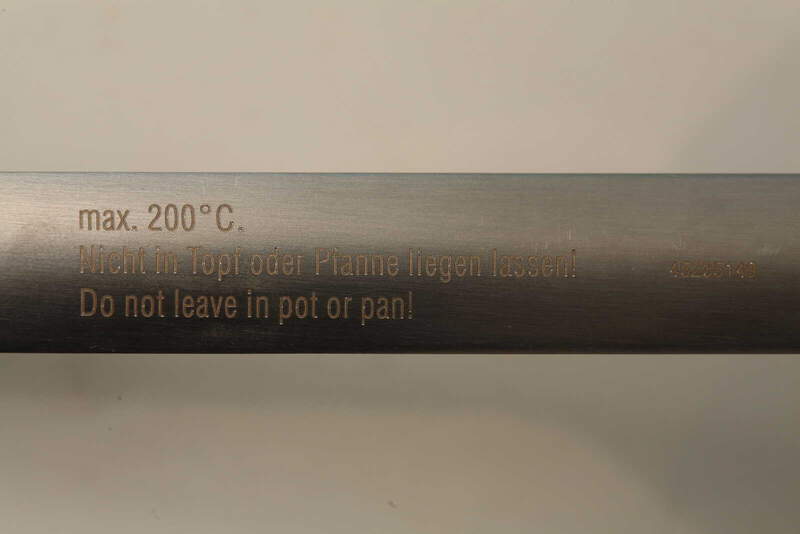 max. 200°C.
Nicht in Topf oder Pfanne liegen lassen!
Do not leave in pot or pan!